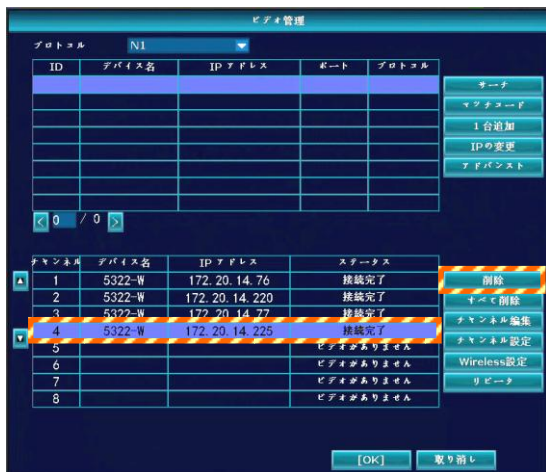 ビデオ管理
プロトコル N1
ID デバイス名 IPアドレス ポート プロトコル
サーチ
マッチコード
1台追加
IPの変更
アドバンスト
< 0 / 0 >
チャンネル デバイス名 IPアドレス ステータス
1 5322-W 172.20.14.76 接続完了 削除
2 5322-W 172.20.14.220 接続完了 すべて削除
3 5322-W 172.20.14.77 接続完了 チャンネル編集
4 5322-W 172.20.14.225 接続完了 チャンネル設定
5 ビデオがありません
6 ビデオがありません Wireless設定
7 ビデオがありません リピータ
8 ビデオがありません
[OK] 取り消し